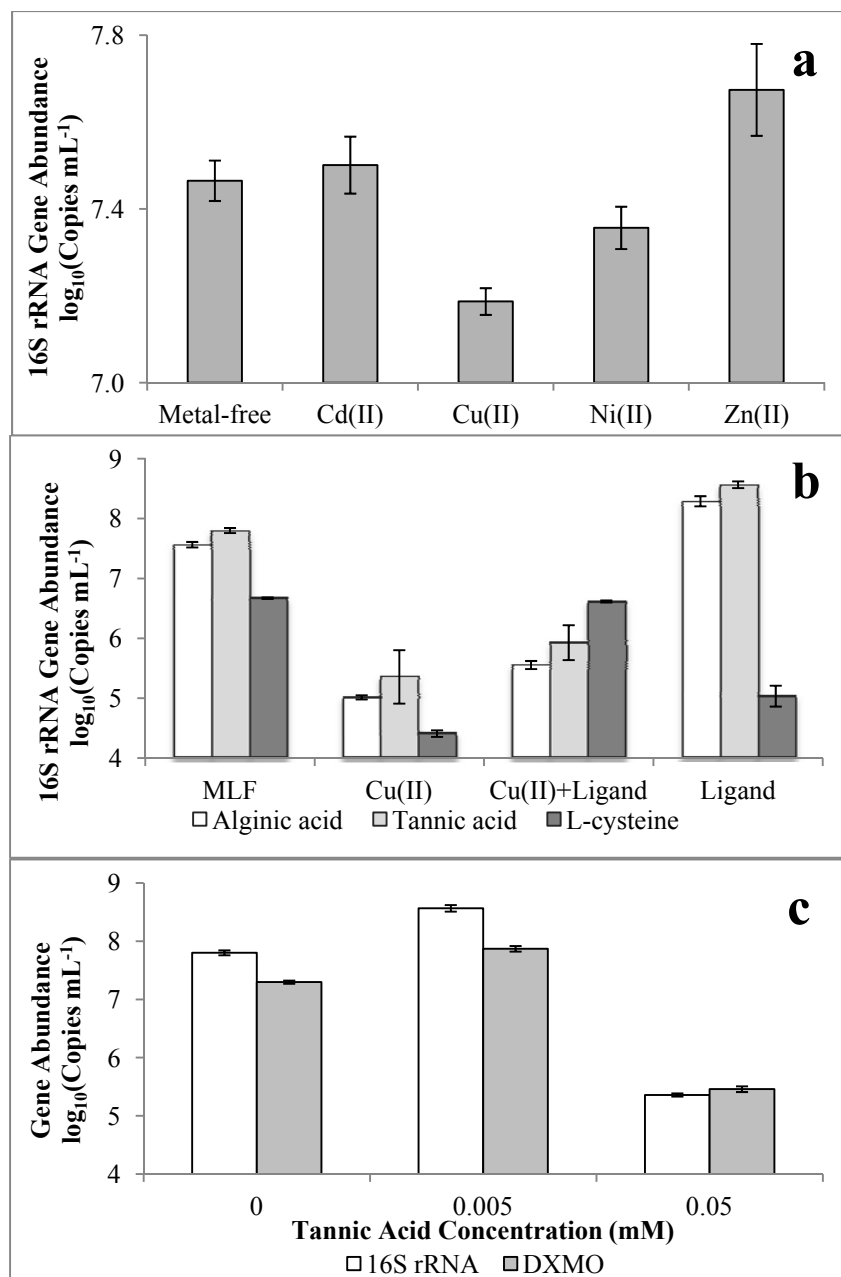 a
16S rRNA Gene Abundance
log₁₀(Copies mL⁻¹)
7.8
7.4
7.0
Metal-free Cd(II) Cu(II) Ni(II) Zn(II)
b
16S rRNA Gene Abundance
log₁₀(Copies mL⁻¹)
9
8
7
6
5
4
MLF Cu(II) Cu(II)+Ligand Ligand
Alginic acid Tannic acid L-cysteine
c
Gene Abundance
log₁₀(Copies mL⁻¹)
9
8
7
6
5
4
0 0.005 0.05
Tannic Acid Concentration (mM)
16S rRNA DXMO